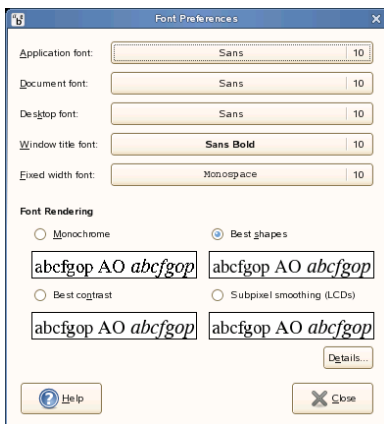 Font Preferences
Application font: Sans 10
Document font: Sans 10
Desktop font: Sans 10
Window title font: Sans Bold 10
Fixed width font: Monospace 10
Font Rendering
Monochrome Best shapes
abcfgop AO abcfgop abcfgop AO abcfgop
Best contrast Subpixel smoothing (LCDs)
abcfgop AO abcfgop abcfgop AO abcfgop
Details...
Help Close